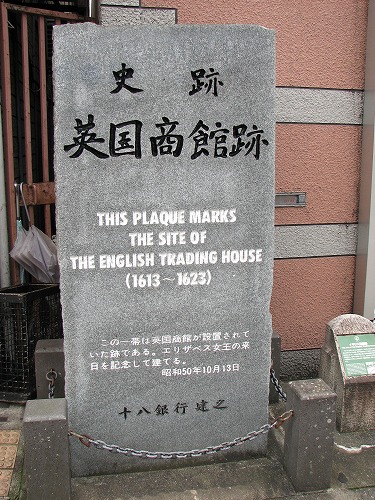 史 跡
英国商館跡
THIS PLAQUE MARKS
THE SITE OF
THE ENGLISH TRADING HOUSE
(1613～1623)
この一帯は英国商館が設置されて
いた跡である。エリザベス女王の来
日を記念して建てる。
昭和50年10月13日
十八銀行 建之